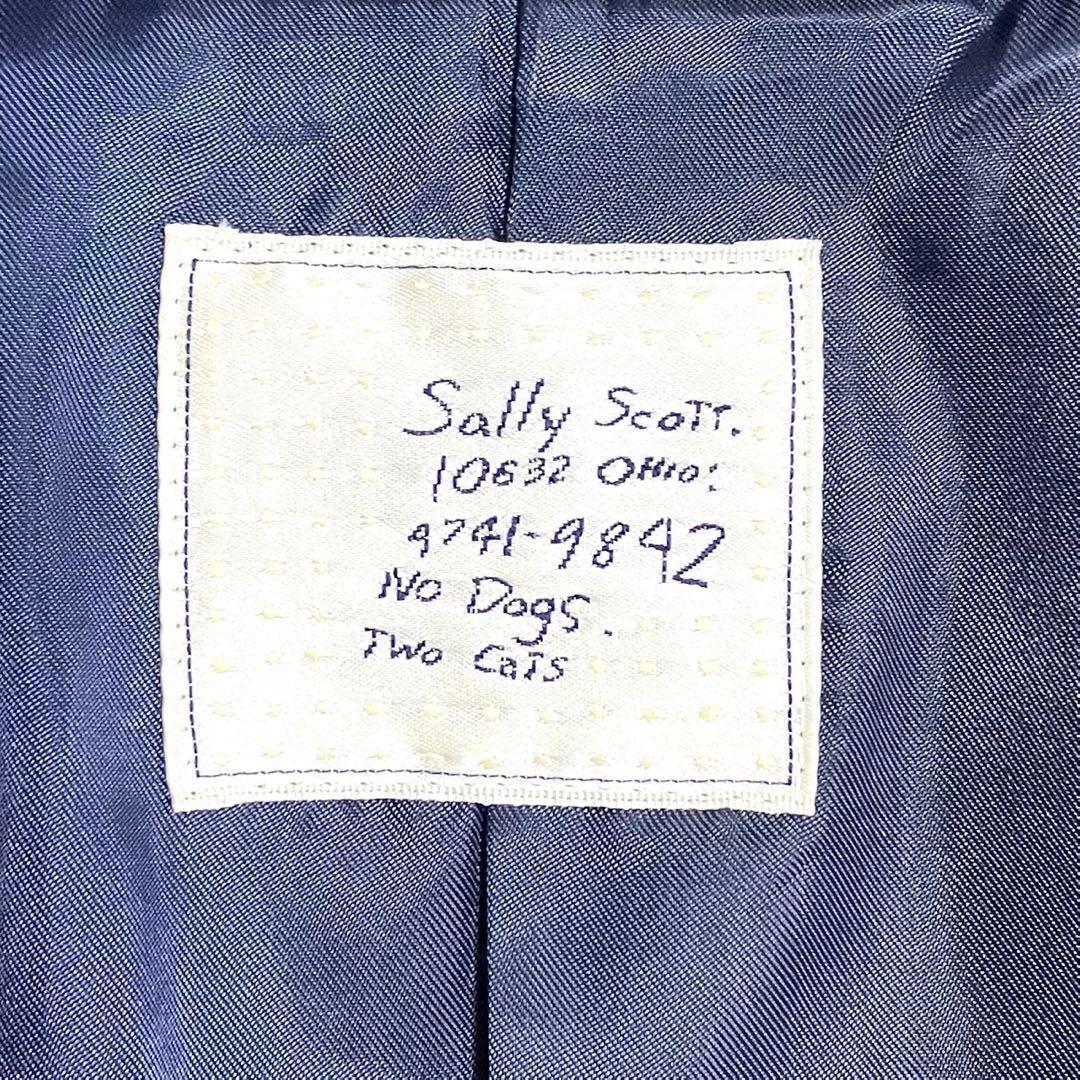 Sally Scott.
10632 OHIO:
9741-9842
No Dogs.
Two Cats